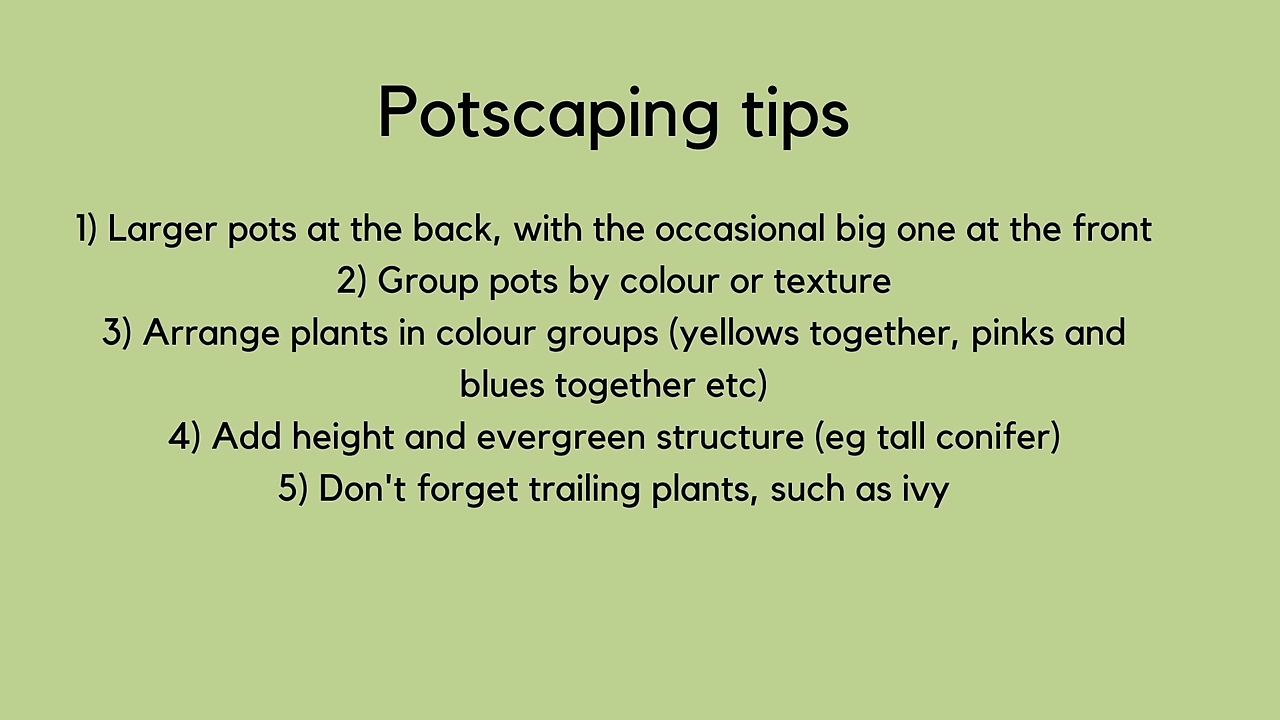 Potscaping tips
1) Larger pots at the back, with the occasional big one at the front
2) Group pots by colour or texture
3) Arrange plants in colour groups (yellows together, pinks and
blues together etc)
4) Add height and evergreen structure (eg tall conifer)
5) Don't forget trailing plants, such as ivy